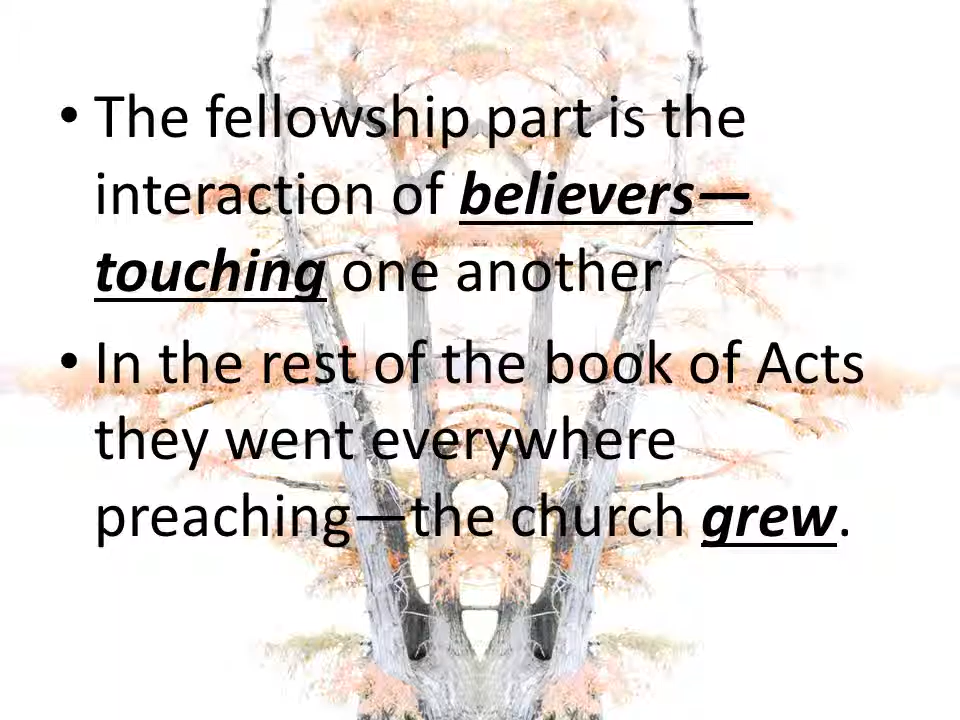 • The fellowship part is the
interaction of believers—
touching one another
• In the rest of the book of Acts
they went everywhere
preaching—the church grew.